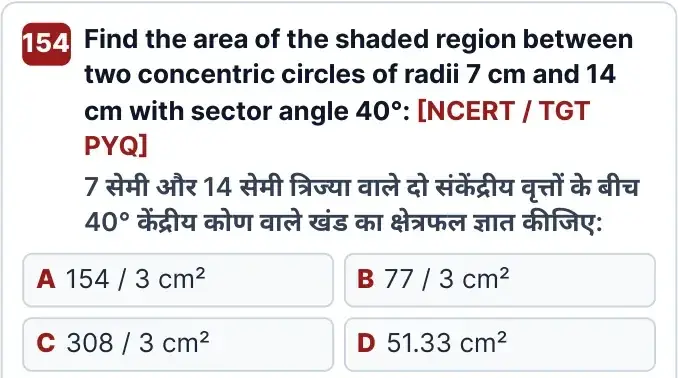 154 Find the area of the shaded region between
two concentric circles of radii 7 cm and 14
cm with sector angle 40°: [NCERT / TGT
PYQ]
7 सेमी और 14 सेमी त्रिज्या वाले दो संकेंद्रीय वृत्तों के बीच
40° केंद्रीय कोण वाले खंड का क्षेत्रफल ज्ञात कीजिए:
A 154 / 3 cm²
B 77 / 3 cm²
C 308 / 3 cm²
D 51.33 cm²